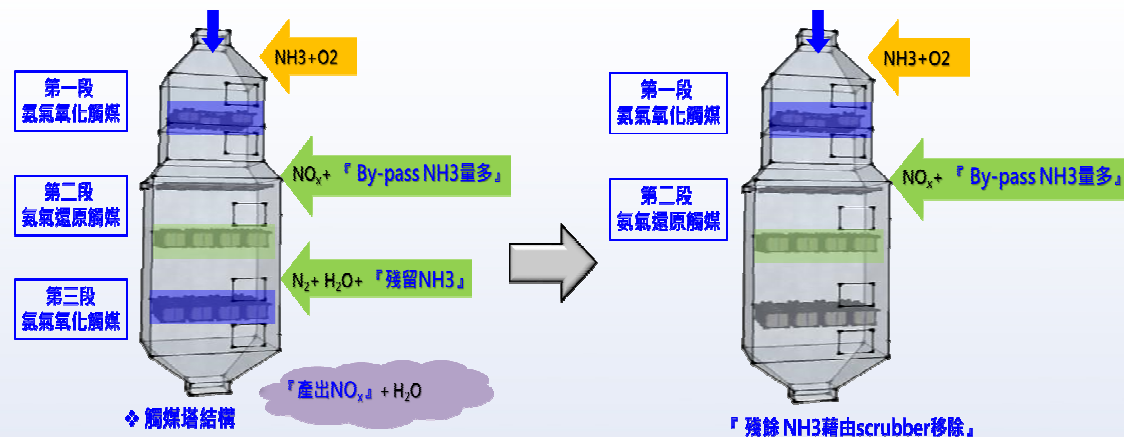 NH3+O2
第一段
氨氣氧化觸媒
NOx+ 『 By-pass NH3量多』
第二段
氨氣還原觸媒
N2+ H2O+ 『殘留NH3』
第三段
氨氣氧化觸媒
『產出NOx』+ H2O
❖ 觸媒塔結構
NH3+O2
第一段
氨氣氧化觸媒
NOx+ 『 By-pass NH3量多』
第二段
氨氣還原觸媒
『 殘餘 NH3藉由scrubber移除』